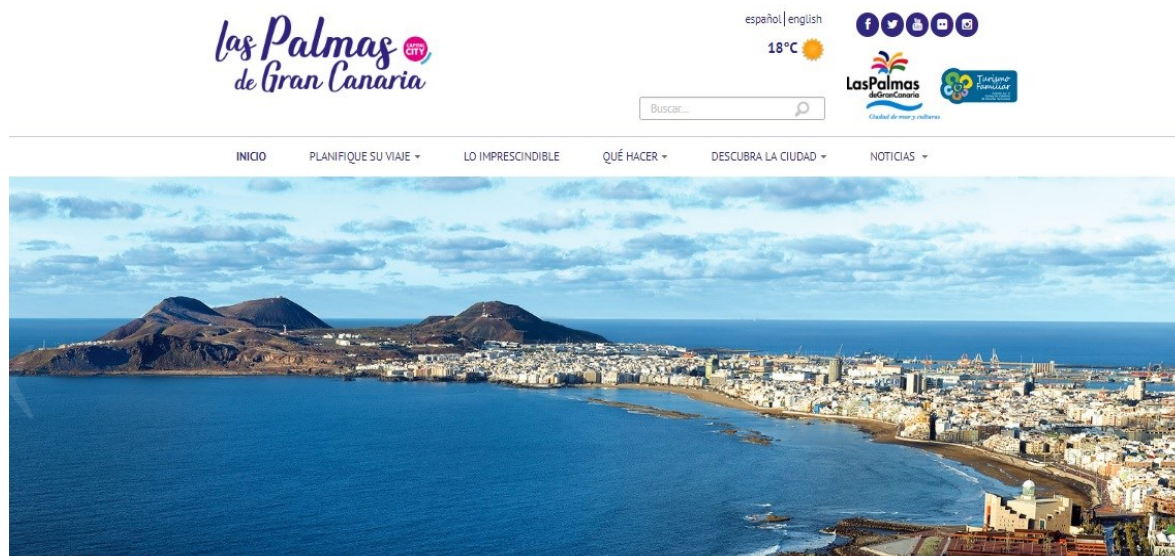 las Palmas
CAPITAL
CITY
de Gran Canaria
español | english
18°C
Buscar...
LasPalmas
deGranCanaria
Ciudad de mar y culturas
Turismo
Familiar
INICIO
PLANIFIQUE SU VIAJE
LO IMPRESCINDIBLE
QUÉ HACER
DESCUBRA LA CIUDAD
NOTICIAS